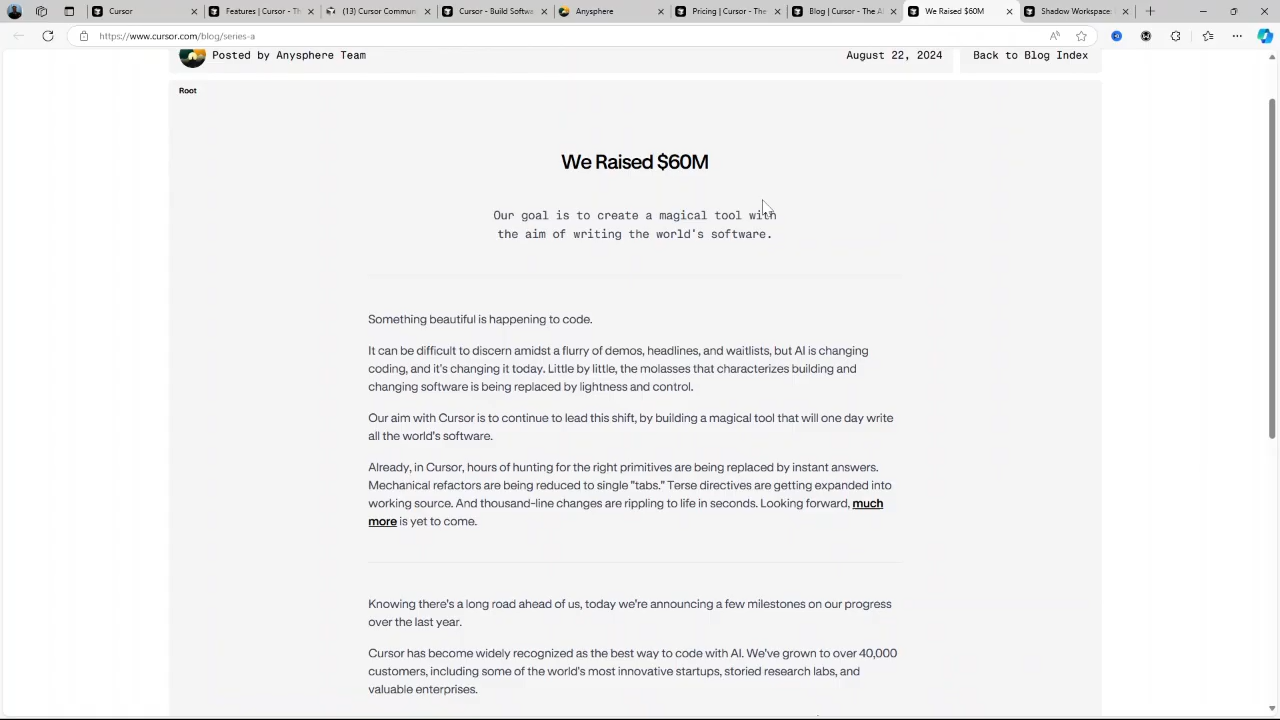 Cursor
Features | Cursor - Th
(13) Cursor Commun
Cursor - Build Softwa
Anysphere
Pricing | Cursor - The
Blog | Cursor - The AI
We Raised $60M
Shadow Workspace
https://www.cursor.com/blog/series-a
Posted by Anysphere Team
August 22, 2024
Back to Blog Index
Root
We Raised $60M
Our goal is to create a magical tool with
the aim of writing the world's software.
Something beautiful is happening to code.
It can be difficult to discern amidst a flurry of demos, headlines, and waitlists, but AI is changing
coding, and it's changing it today. Little by little, the molasses that characterizes building and
changing software is being replaced by lightness and control.
Our aim with Cursor is to continue to lead this shift, by building a magical tool that will one day write
all the world's software.
Already, in Cursor, hours of hunting for the right primitives are being replaced by instant answers.
Mechanical refactors are being reduced to single "tabs." Terse directives are getting expanded into
working source. And thousand-line changes are rippling to life in seconds. Looking forward, much
more is yet to come.
Knowing there's a long road ahead of us, today we're announcing a few milestones on our progress
over the last year.
Cursor has become widely recognized as the best way to code with AI. We've grown to over 40,000
customers, including some of the world's most innovative startups, storied research labs, and
valuable enterprises.